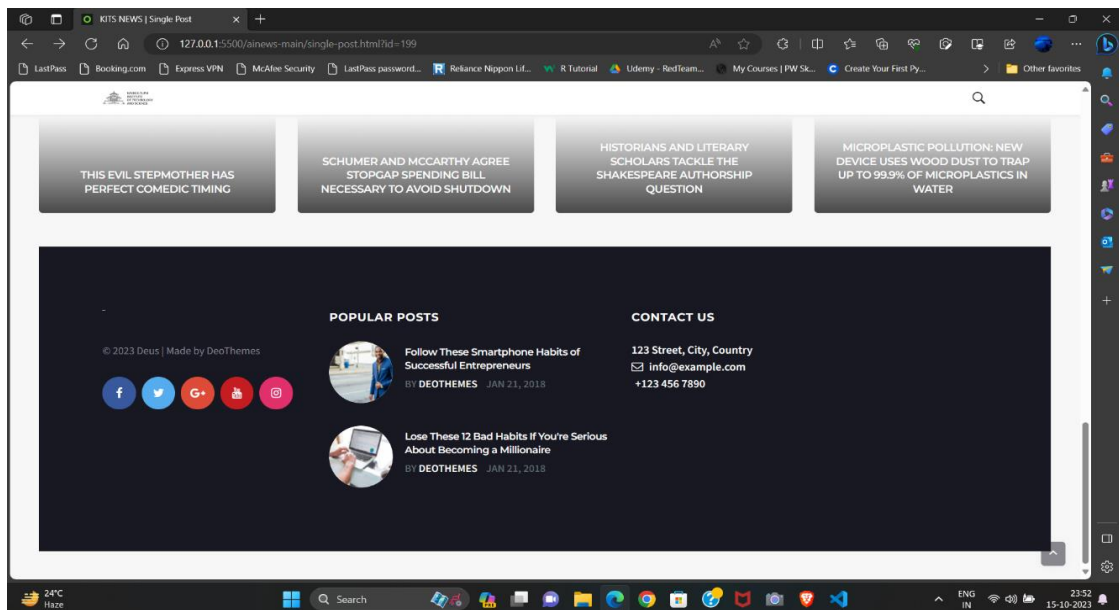 KITS NEWS | Single Post
127.0.0.1:5500/ainews-main/single-post.html?id=199
LastPass
Booking.com
Express VPN
McAfee Security
LastPass password...
Reliance Nippon Lif...
R Tutorial
Udemy - RedTeam...
My Courses | PW Sk...
Create Your First Py...
Other favorites
THIS EVIL STEPMOTHER HAS
PERFECT COMEDIC TIMING
SCHUMER AND MCCARTHY AGREE
STOPGAP SPENDING BILL
NECESSARY TO AVOID SHUTDOWN
HISTORIANS AND LITERARY
SCHOLARS TACKLE THE
SHAKESPEARE AUTHORSHIP
QUESTION
MICROPLASTIC POLLUTION: NEW
DEVICE USES WOOD DUST TO TRAP
UP TO 99.9% OF MICROPLASTICS IN
WATER
© 2023 Deus | Made by DeoThemes
POPULAR POSTS
Follow These Smartphone Habits of
Successful Entrepreneurs
BY DEOTHEMES JAN 21, 2018
Lose These 12 Bad Habits If You're Serious
About Becoming a Millionaire
BY DEOTHEMES JAN 21, 2018
CONTACT US
123 Street, City, Country
info@example.com
+123 456 7890
24°C
Haze
Search
ENG
IN
23:52
15-10-2023